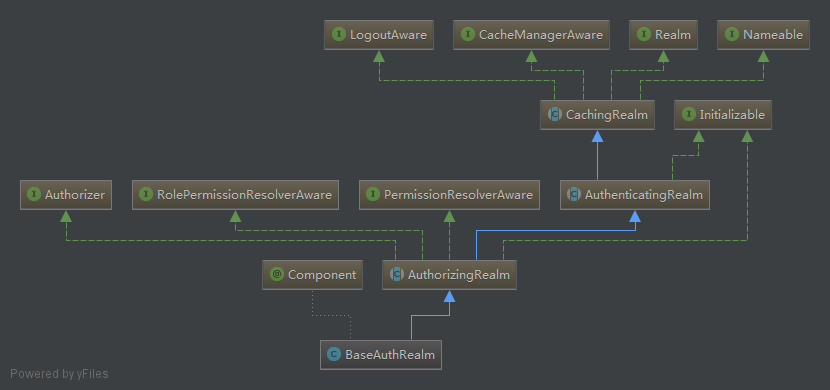 LogoutAware
CacheManagerAware
Realm
Nameable
CachingRealm
Initializable
Authorizer
RolePermissionResolverAware
PermissionResolverAware
AuthenticatingRealm
Component
AuthorizingRealm
BaseAuthRealm
Powered by yFiles